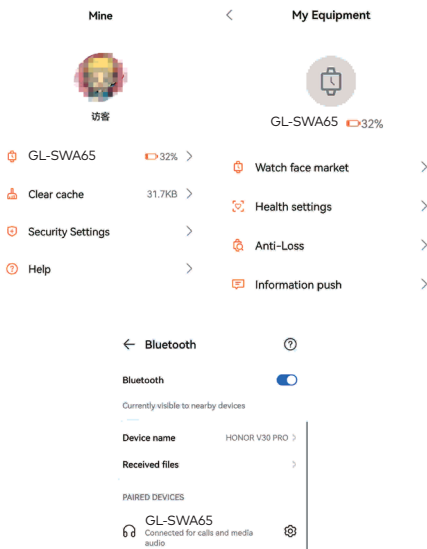 Mine
访客
GL-SWA65 32%
Clear cache 31.7KB
Security Settings
Help
My Equipment
GL-SWA65 32%
Watch face market
Health settings
Anti-Loss
Information push
Bluetooth
Bluetooth
Currently visible to nearby devices
Device name HONOR V30 PRO
Received files
PAIRED DEVICES
GL-SWA65
Connected for calls and media
audio